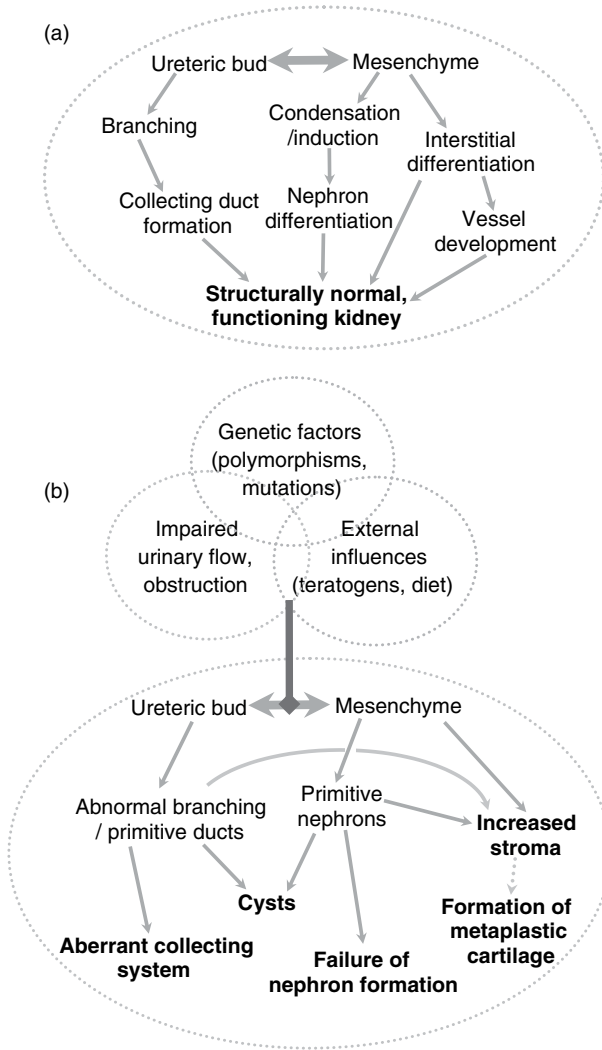 (a)
Ureteric bud
Mesenchyme
Branching
Condensation
/induction
Interstitial
differentiation
Collecting duct
formation
Nephron
differentiation
Vessel
development
Structurally normal,
functioning kidney
(b)
Genetic factors
(polymorphisms,
mutations)
Impaired
urinary flow,
obstruction
External
influences
(teratogens, diet)
Ureteric bud
Mesenchyme
Abnormal branching
/ primitive ducts
Primitive
nephrons
Increased
stroma
Cysts
Aberrant collecting
system
Failure of
nephron formation
Formation of
metaplastic
cartilage